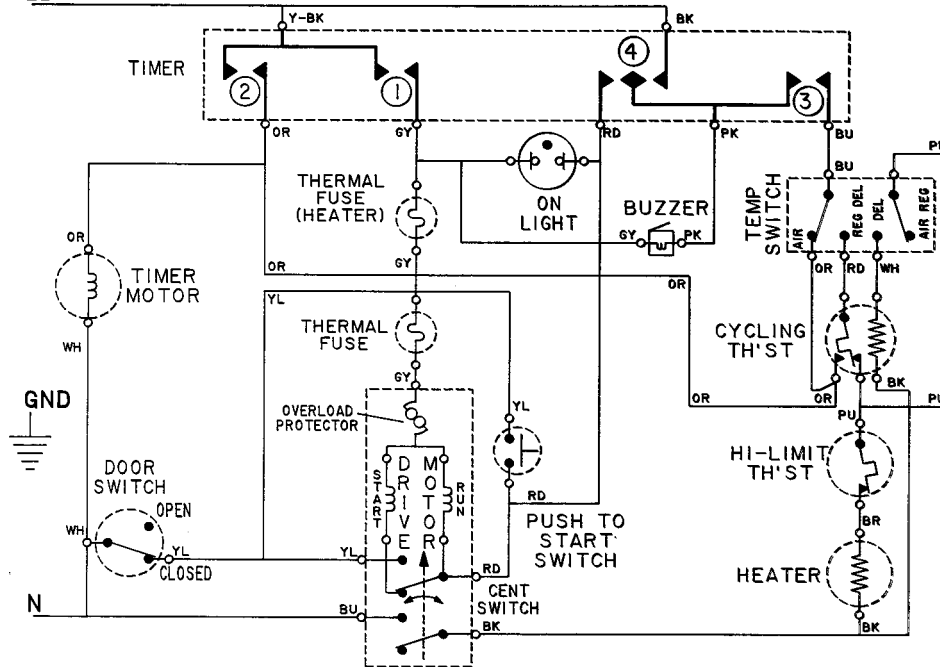 Y-BK
BK
TIMER
4
2
1
3
OR
GY
RD
PK
BU
BU
THERMAL
FUSE
(HEATER)
ON
LIGHT
BUZZER
GY
PK
TEMP
SWITCH
AIR
REG DEL
DEL
AIR REG
OR
GY
OR
RD
WH
OR
OR
TIMER
MOTOR
YL
THERMAL
FUSE
CYCLING
TH'ST
WH
GY
OR
BK
GND
OVERLOAD
PROTECTOR
YL
PU
HI-LIMIT
TH'ST
DOOR
SWITCH
OPEN
START
DRIVE
MOTOR
RUN
RD
PUSH TO
START
SWITCH
BR
WH
YL
CLOSED
YL
RD
HEATER
CENT
SWITCH
N
BU
BK
BK